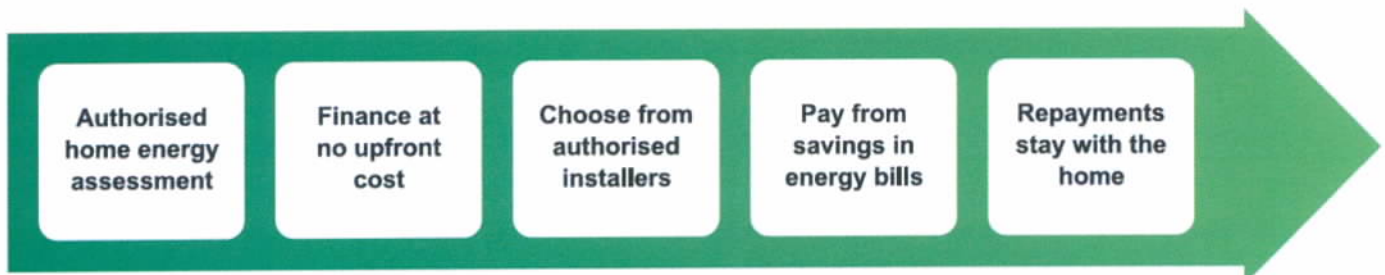 Authorised
home energy
assessment
Finance at
no upfront
cost
Choose from
authorised
installers
Pay from
savings in
energy bills
Repayments
stay with the
home